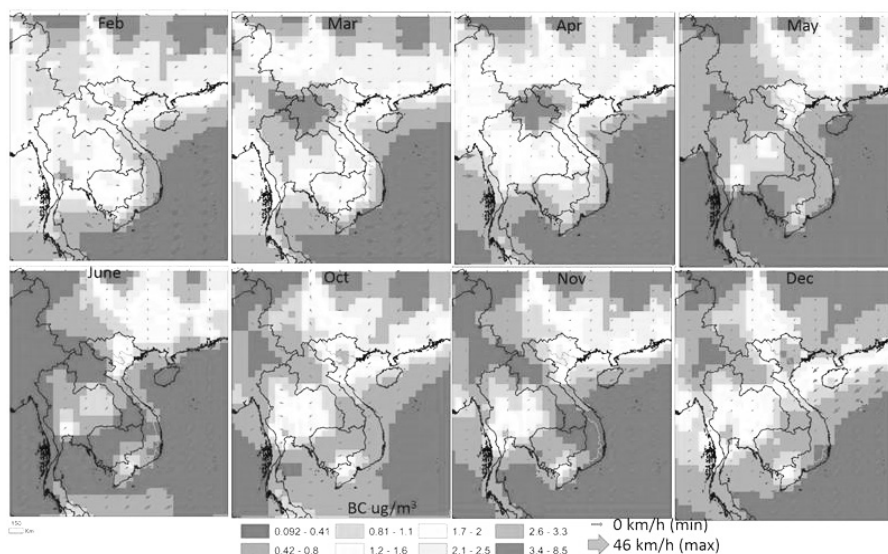 Feb Mar Apr May
June Oct Nov Dec
150
Km
BC ug/m³
0.092 - 0.41 0.81 - 1.1 1.7 - 2 2.6 - 3.3
0.42 - 0.8 1.2 - 1.6 2.1 - 2.5 3.4 - 8.5
0 km/h (min)
46 km/h (max)